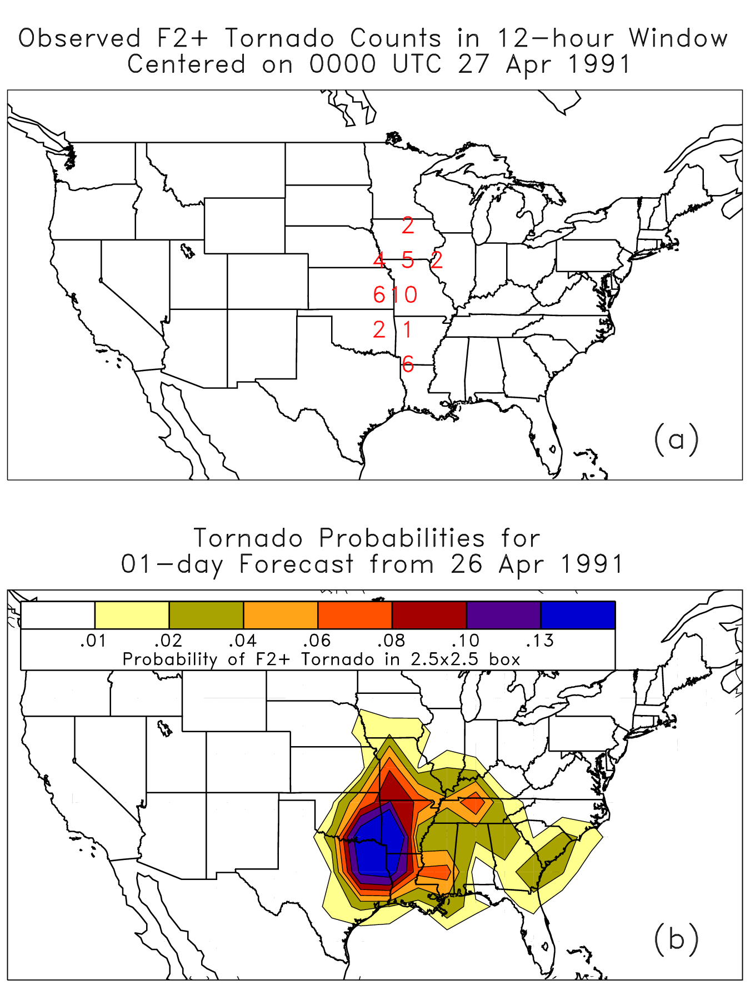 Observed F2+ Tornado Counts in 12-hour Window
Centered on 0000 UTC 27 Apr 1991
2
4 5 2
6 10
2 1
6
(a)
Tornado Probabilities for
01-day Forecast from 26 Apr 1991
.01 .02 .04 .06 .08 .10 .13
Probability of F2+ Tornado in 2.5x2.5 box
(b)